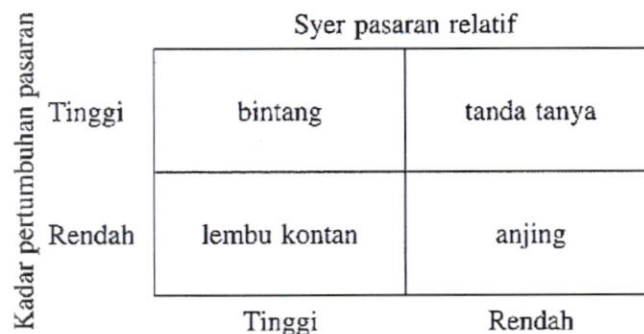 Syer pasaran relatif
Kadar pertumbuhan pasaran
Tinggi bintang tanda tanya
Rendah lembu kontan anjing
Tinggi Rendah